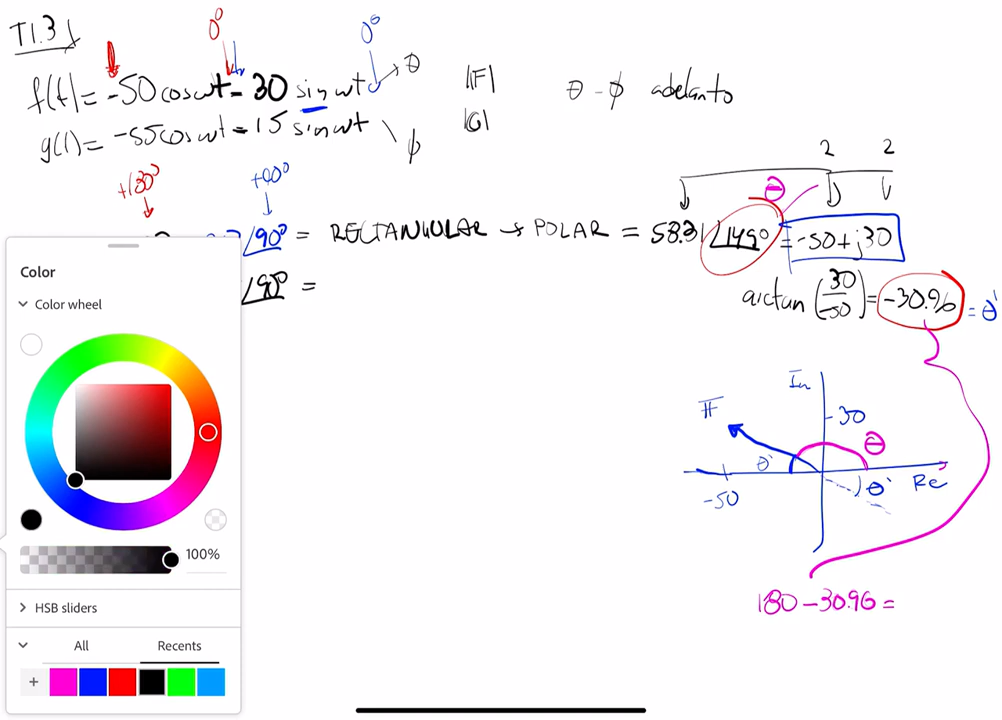 T1.3)
0° 0°
f(t) = -50 cos ωt - 30 sin ωt → θ
|F| θ - φ adelanto
g(t) = -55 cos ωt - 15 sin ωt φ
|G|
2 2
+180° +90°
θ
∠90° = RECTANGULAR → POLAR = 58.31 ∠149° = -50+j30
∠90° =
arctan (30/-50) = -30.96 = θ'
Im
F 30
θ
θ' θ' Re
-50
180 - 30.96 =
Color
Color wheel
100%
HSB sliders
All Recents
+